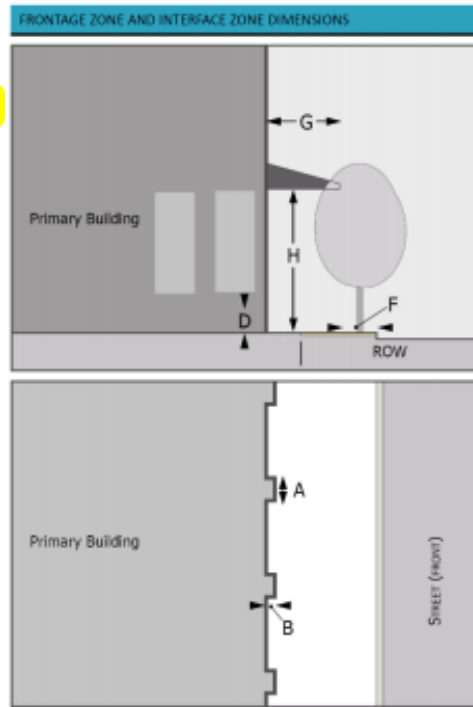 FRONTAGE ZONE AND INTERFACE ZONE DIMENSIONS
G
Primary Building
H
D
F
ROW
A
Primary Building
B
STREET (FRONT)